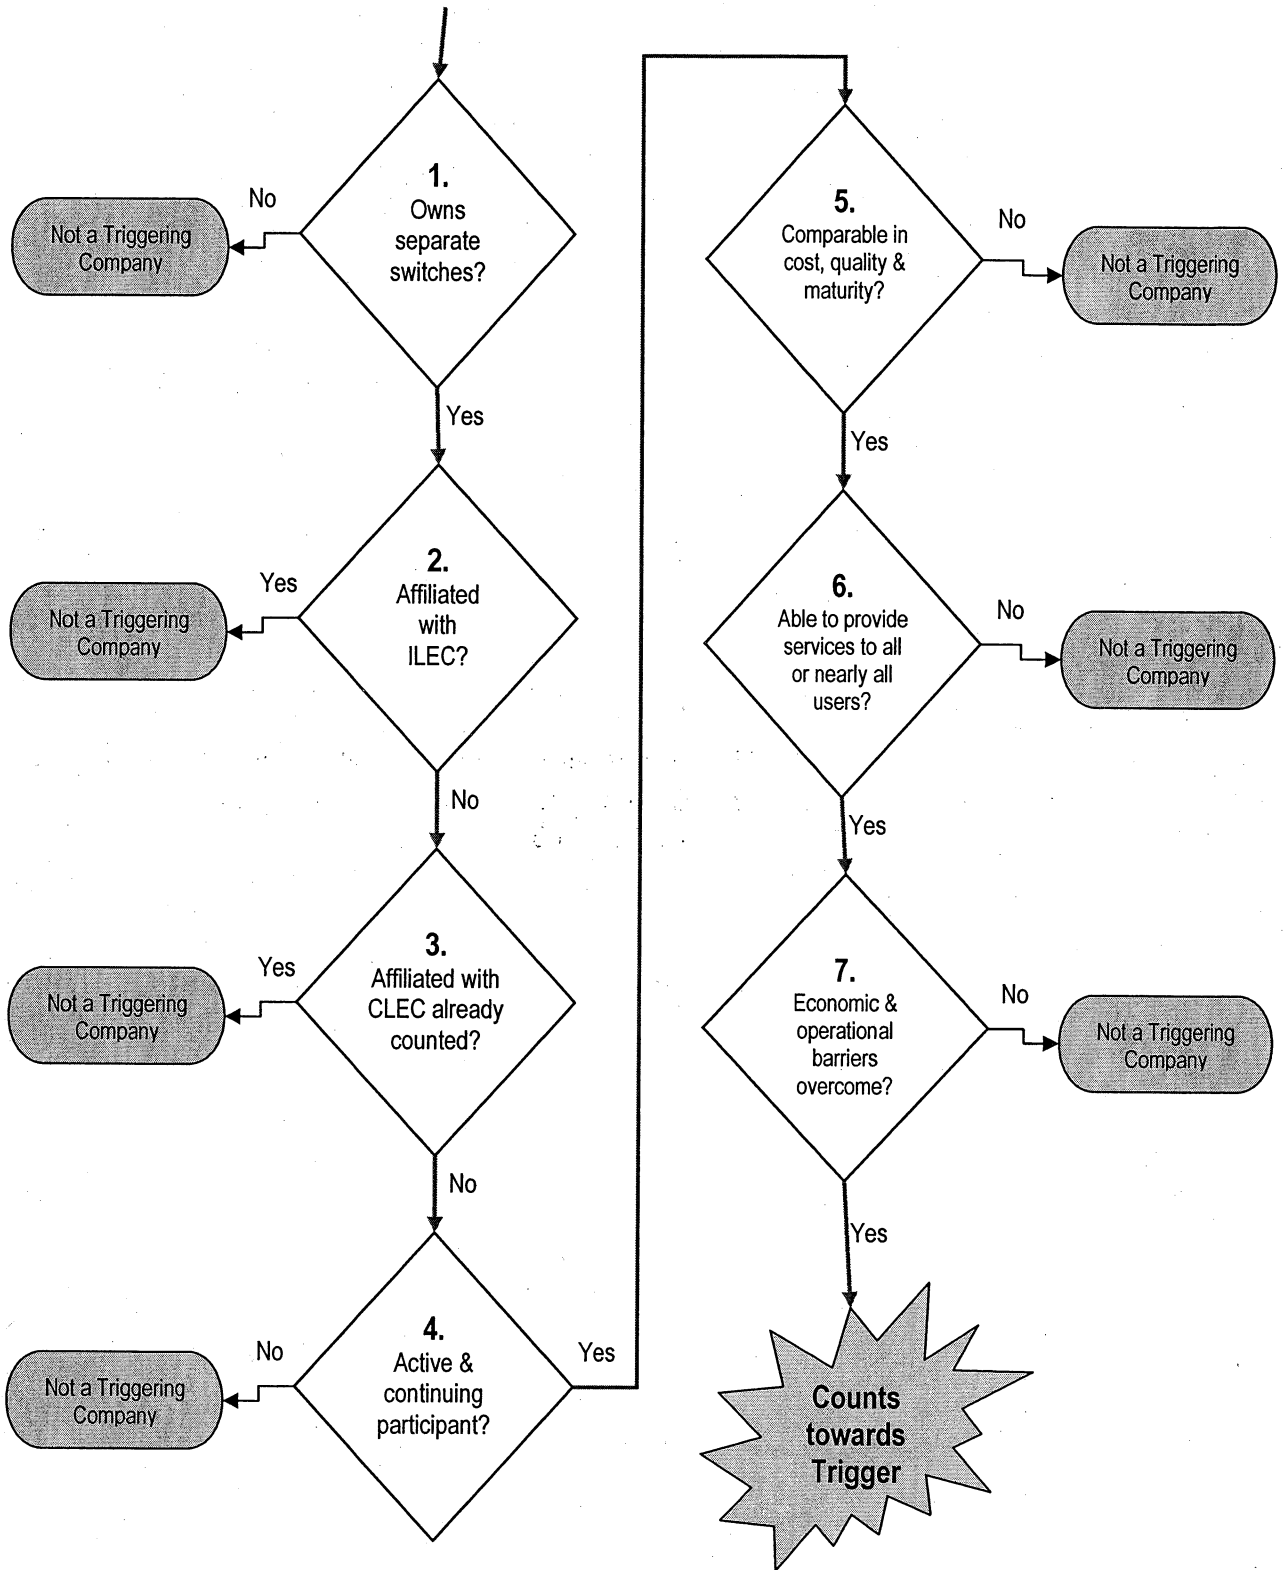 1.
Owns
separate
switches?
No
Not a Triggering
Company
Yes
2.
Affiliated
with
ILEC?
Yes
Not a Triggering
Company
No
3.
Affiliated with
CLEC already
counted?
Yes
Not a Triggering
Company
No
4.
Active &
continuing
participant?
No
Not a Triggering
Company
Yes
5.
Comparable in
cost, quality &
maturity?
No
Not a Triggering
Company
Yes
6.
Able to provide
services to all
or nearly all
users?
No
Not a Triggering
Company
Yes
7.
Economic &
operational
barriers
overcome?
No
Not a Triggering
Company
Yes
Counts
towards
Trigger